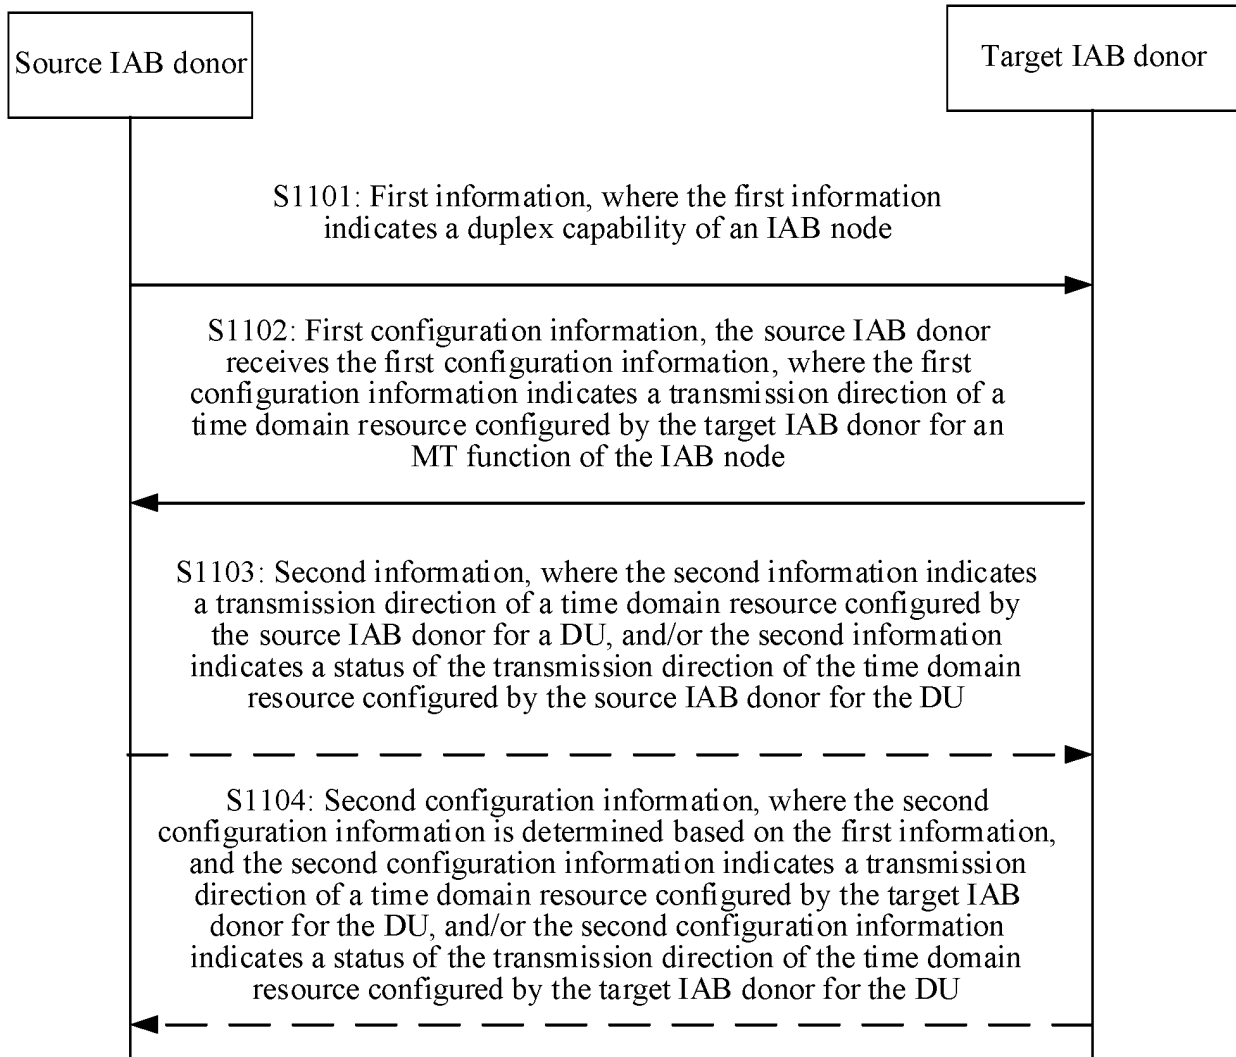 Source IAB donor
Target IAB donor
S1101: First information, where the first information
indicates a duplex capability of an IAB node
S1102: First configuration information, the source IAB donor
receives the first configuration information, where the first
configuration information indicates a transmission direction of a
time domain resource configured by the target IAB donor for an
MT function of the IAB node
S1103: Second information, where the second information indicates
a transmission direction of a time domain resource configured by
the source IAB donor for a DU, and/or the second information
indicates a status of the transmission direction of the time domain
resource configured by the source IAB donor for the DU
S1104: Second configuration information, where the second
configuration information is determined based on the first information,
and the second configuration information indicates a transmission
direction of a time domain resource configured by the target IAB
donor for the DU, and/or the second configuration information
indicates a status of the transmission direction of the time domain
resource configured by the target IAB donor for the DU